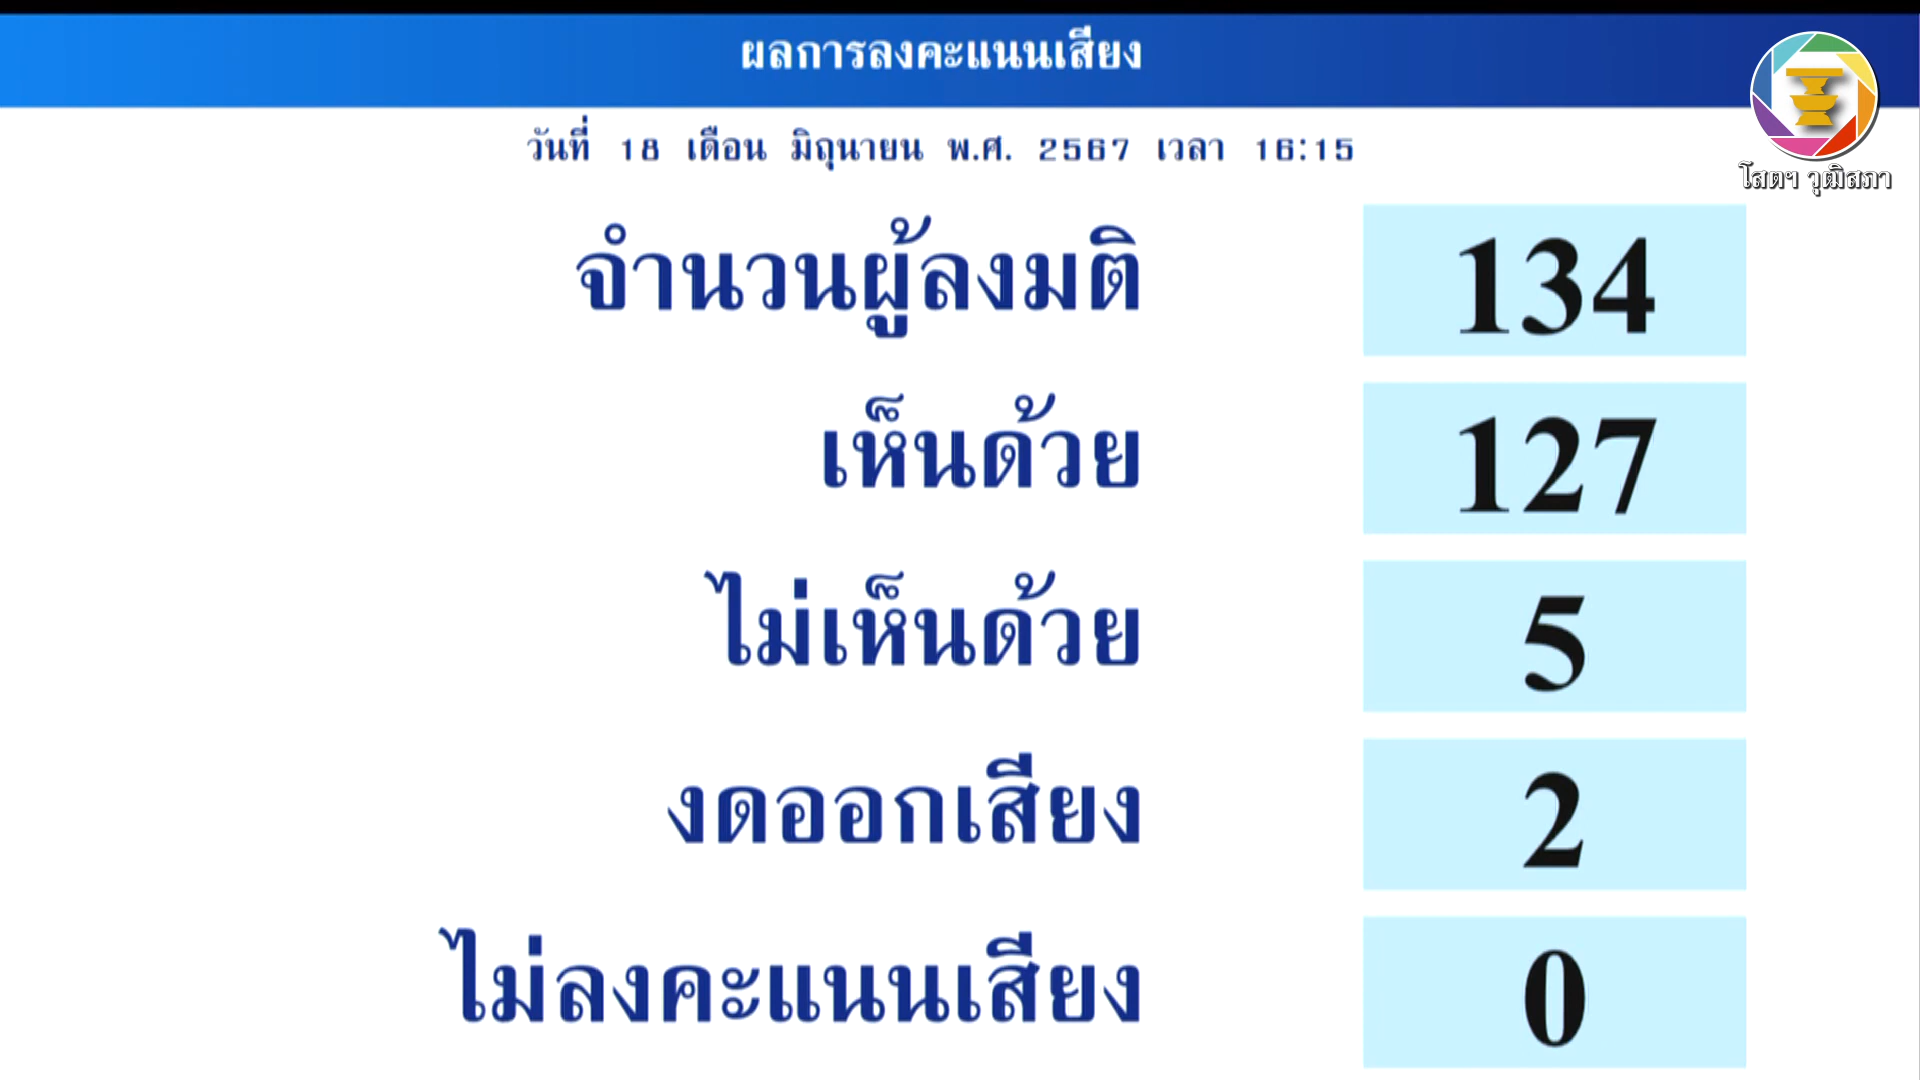 ผลการลงคะแนนเสียง
วันที่ 18 เดือน มิถุนายน พ.ศ. 2567 เวลา 16:15
โสตฯ วุฒิสภา
จำนวนผู้ลงมติ 134
เห็นด้วย 127
ไม่เห็นด้วย 5
งดออกเสียง 2
ไม่ลงคะแนนเสียง 0